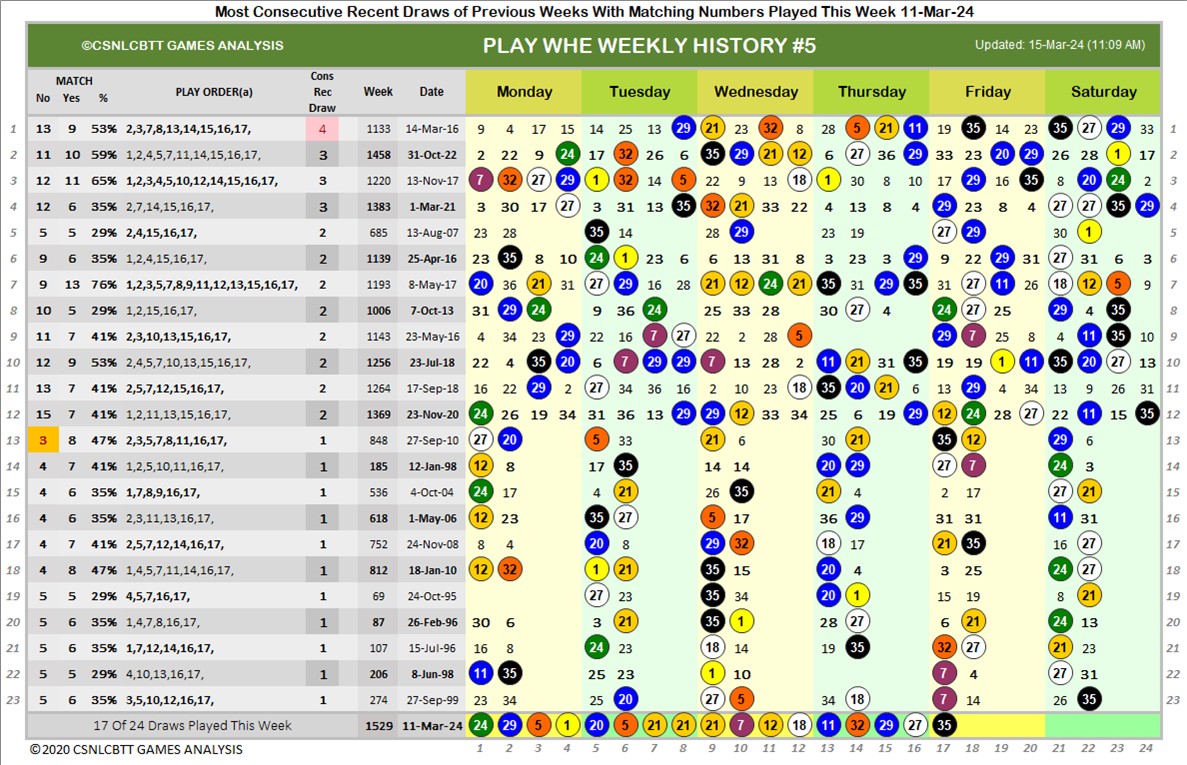 Most Consecutive Recent Draws of Previous Weeks With Matching Numbers Played This Week 11-Mar-24
©CSNLCBTT GAMES ANALYSIS PLAY WHE WEEKLY HISTORY #5 Updated: 15-Mar-24 (11:09 AM)
MATCH
No Yes % PLAY ORDER(a) Cons Rec Draw Week Date Monday Tuesday Wednesday Thursday Friday Saturday
1 13 9 53% 2,3,7,8,13,14,15,16,17, 4 1133 14-Mar-16 9 4 17 15 14 25 13 29 21 23 32 8 28 5 21 11 19 35 14 23 35 27 29 33 1
2 11 10 59% 1,2,4,5,7,11,14,15,16,17, 3 1458 31-Oct-22 2 22 9 24 17 32 26 6 35 29 21 12 6 27 36 29 33 23 20 29 26 28 1 17 2
3 12 11 65% 1,2,3,4,5,10,12,14,15,16,17, 3 1220 13-Nov-17 7 32 27 29 1 32 14 5 22 9 13 18 1 30 8 10 17 29 16 35 8 20 24 2 3
4 12 6 35% 2,7,14,15,16,17, 3 1383 1-Mar-21 3 30 17 27 3 31 13 35 32 21 33 22 4 13 8 4 29 23 8 4 27 27 35 29 4
5 5 5 29% 2,4,15,16,17, 2 685 13-Aug-07 23 28 35 14 28 29 23 19 27 29 30 1 5
6 9 6 35% 1,2,4,15,16,17, 2 1139 25-Apr-16 23 35 8 10 24 1 23 6 6 13 31 8 3 23 3 29 9 22 29 31 27 31 6 3 6
7 9 13 76% 1,2,3,5,7,8,9,11,12,13,15,16,17, 2 1193 8-May-17 20 36 21 31 27 29 16 28 21 12 24 21 35 31 29 35 31 27 11 26 18 12 5 9 7
8 10 5 29% 1,2,15,16,17, 2 1006 7-Oct-13 31 29 24 9 36 24 25 33 28 30 27 4 24 27 25 29 4 35 8
9 11 7 41% 2,3,10,13,15,16,17, 2 1143 23-May-16 4 34 23 29 22 16 7 27 22 2 28 5 29 7 25 8 4 11 35 10 9
10 12 9 53% 2,4,5,7,10,13,15,16,17, 2 1256 23-Jul-18 22 4 35 20 6 7 29 29 7 13 28 2 11 21 31 35 19 19 1 11 35 20 27 13 10
11 13 7 41% 2,5,7,12,15,16,17, 2 1264 17-Sep-18 16 22 29 2 27 34 36 16 2 10 23 18 35 20 21 6 13 29 4 34 13 9 26 31 11
12 15 7 41% 1,2,11,13,15,16,17, 2 1369 23-Nov-20 24 26 19 34 31 36 13 29 29 12 33 34 25 6 19 29 12 24 28 27 22 11 15 35 12
13 3 8 47% 2,3,5,7,8,11,16,17, 1 848 27-Sep-10 27 20 5 33 21 6 30 21 35 12 29 6 13
14 4 7 41% 1,2,5,10,11,16,17, 1 185 12-Jan-98 12 8 17 35 14 14 20 29 27 7 24 3 14
15 4 6 35% 1,7,8,9,16,17, 1 536 4-Oct-04 24 17 4 21 26 35 21 4 2 17 27 21 15
16 4 6 35% 2,3,11,13,16,17, 1 618 1-May-06 12 23 35 27 5 17 36 29 31 31 11 31 16
17 4 7 41% 2,5,7,12,14,16,17, 1 752 24-Nov-08 8 4 20 8 29 32 18 17 21 35 16 27 17
18 4 8 47% 1,4,5,7,11,14,16,17, 1 812 18-Jan-10 12 32 1 21 35 15 20 4 3 25 24 27 18
19 5 5 29% 4,5,7,16,17, 1 69 24-Oct-95 27 23 35 34 20 1 15 19 8 21 19
20 5 6 35% 1,4,7,8,16,17, 1 87 26-Feb-96 30 6 3 21 35 1 28 27 6 21 24 13 20
21 5 6 35% 1,7,12,14,16,17, 1 107 15-Jul-96 16 8 24 23 18 14 19 35 32 27 21 23 21
22 5 5 29% 4,10,13,16,17, 1 206 8-Jun-98 11 35 25 23 1 10 7 4 27 31 22
23 5 6 35% 3,5,10,12,16,17, 1 274 27-Sep-99 23 34 25 20 27 5 34 18 7 14 26 35 23
17 Of 24 Draws Played This Week 1529 11-Mar-24 24 29 5 1 20 5 21 21 21 7 12 18 11 32 29 27 35
© 2020 CSNLCBTT GAMES ANALYSIS 1 2 3 4 5 6 7 8 9 10 11 12 13 14 15 16 17 18 19 20 21 22 23 24